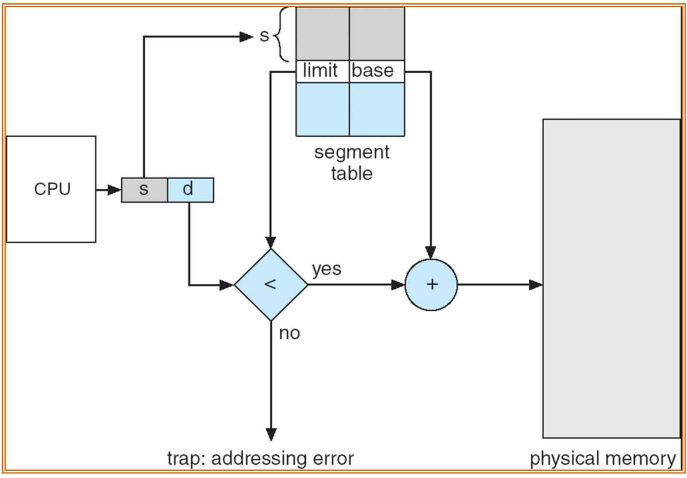 s
limit base
segment
table
CPU
s d
<
yes
+
no
trap: addressing error
physical memory